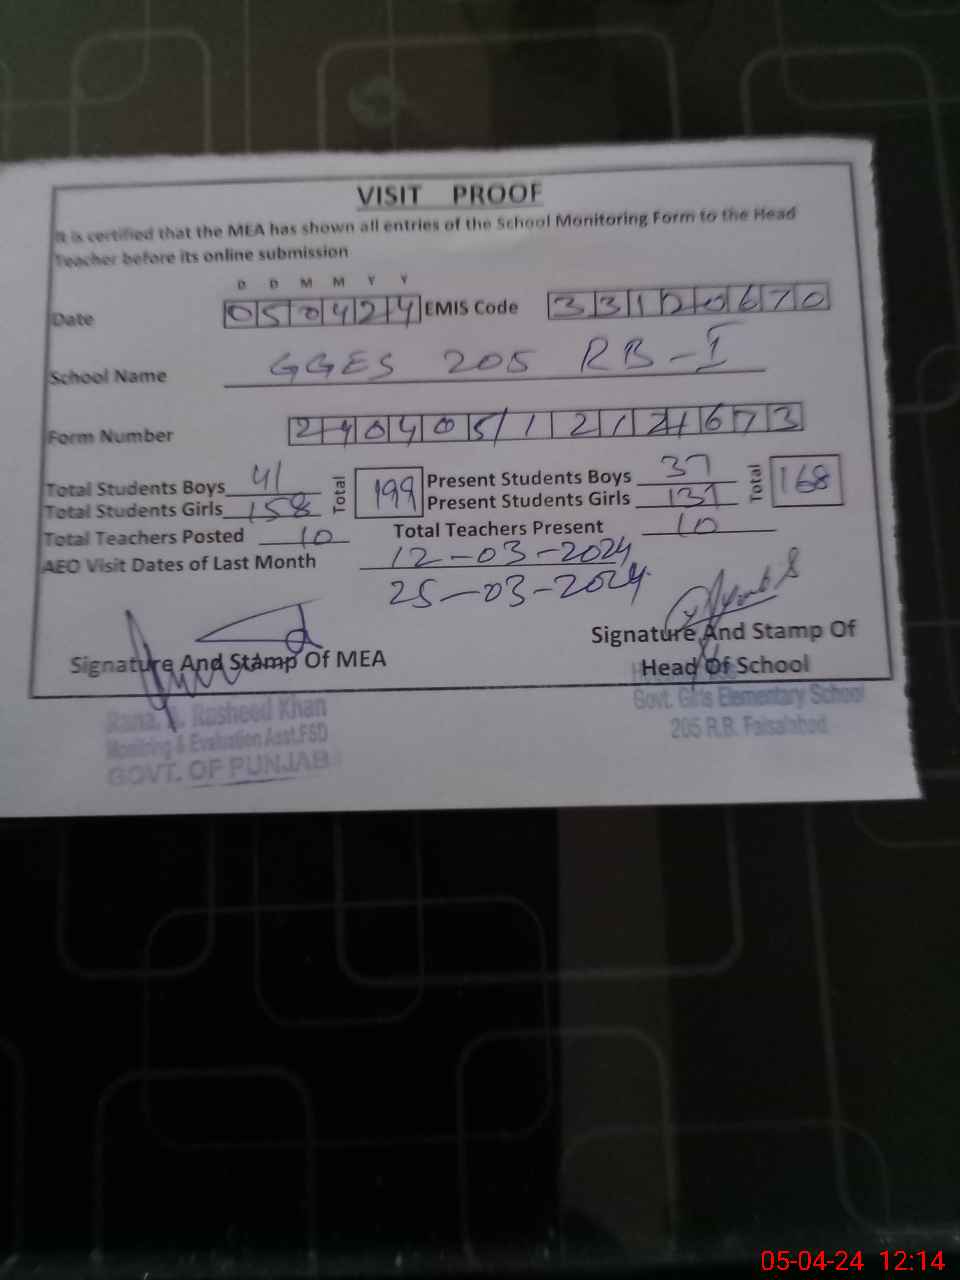 VISIT PROOF
It is certified that the MEA has shown all entries of the School Monitoring Form to the Head
Teacher before its online submission
D D M M Y Y
Date 050424 EMIS Code 33120670
School Name GGES 205 RB-I
Form Number 2404051212673
Total Students Boys 41 Total 199 Present Students Boys 37 Total 168
Total Students Girls 158 Present Students Girls 131
Total Teachers Posted 10 Total Teachers Present 10
AEO Visit Dates of Last Month 12-03-2024
25-03-2024
Signature And Stamp Of MEA
Signature And Stamp Of
Head Of School
Rana. Rasheed Khan
Monitoring & Evaluation Asst.FSD
GOVT. OF PUNJAB
Govt. Girls Elementary School
205 R.B. Faisalabad
05-04-24 12:14